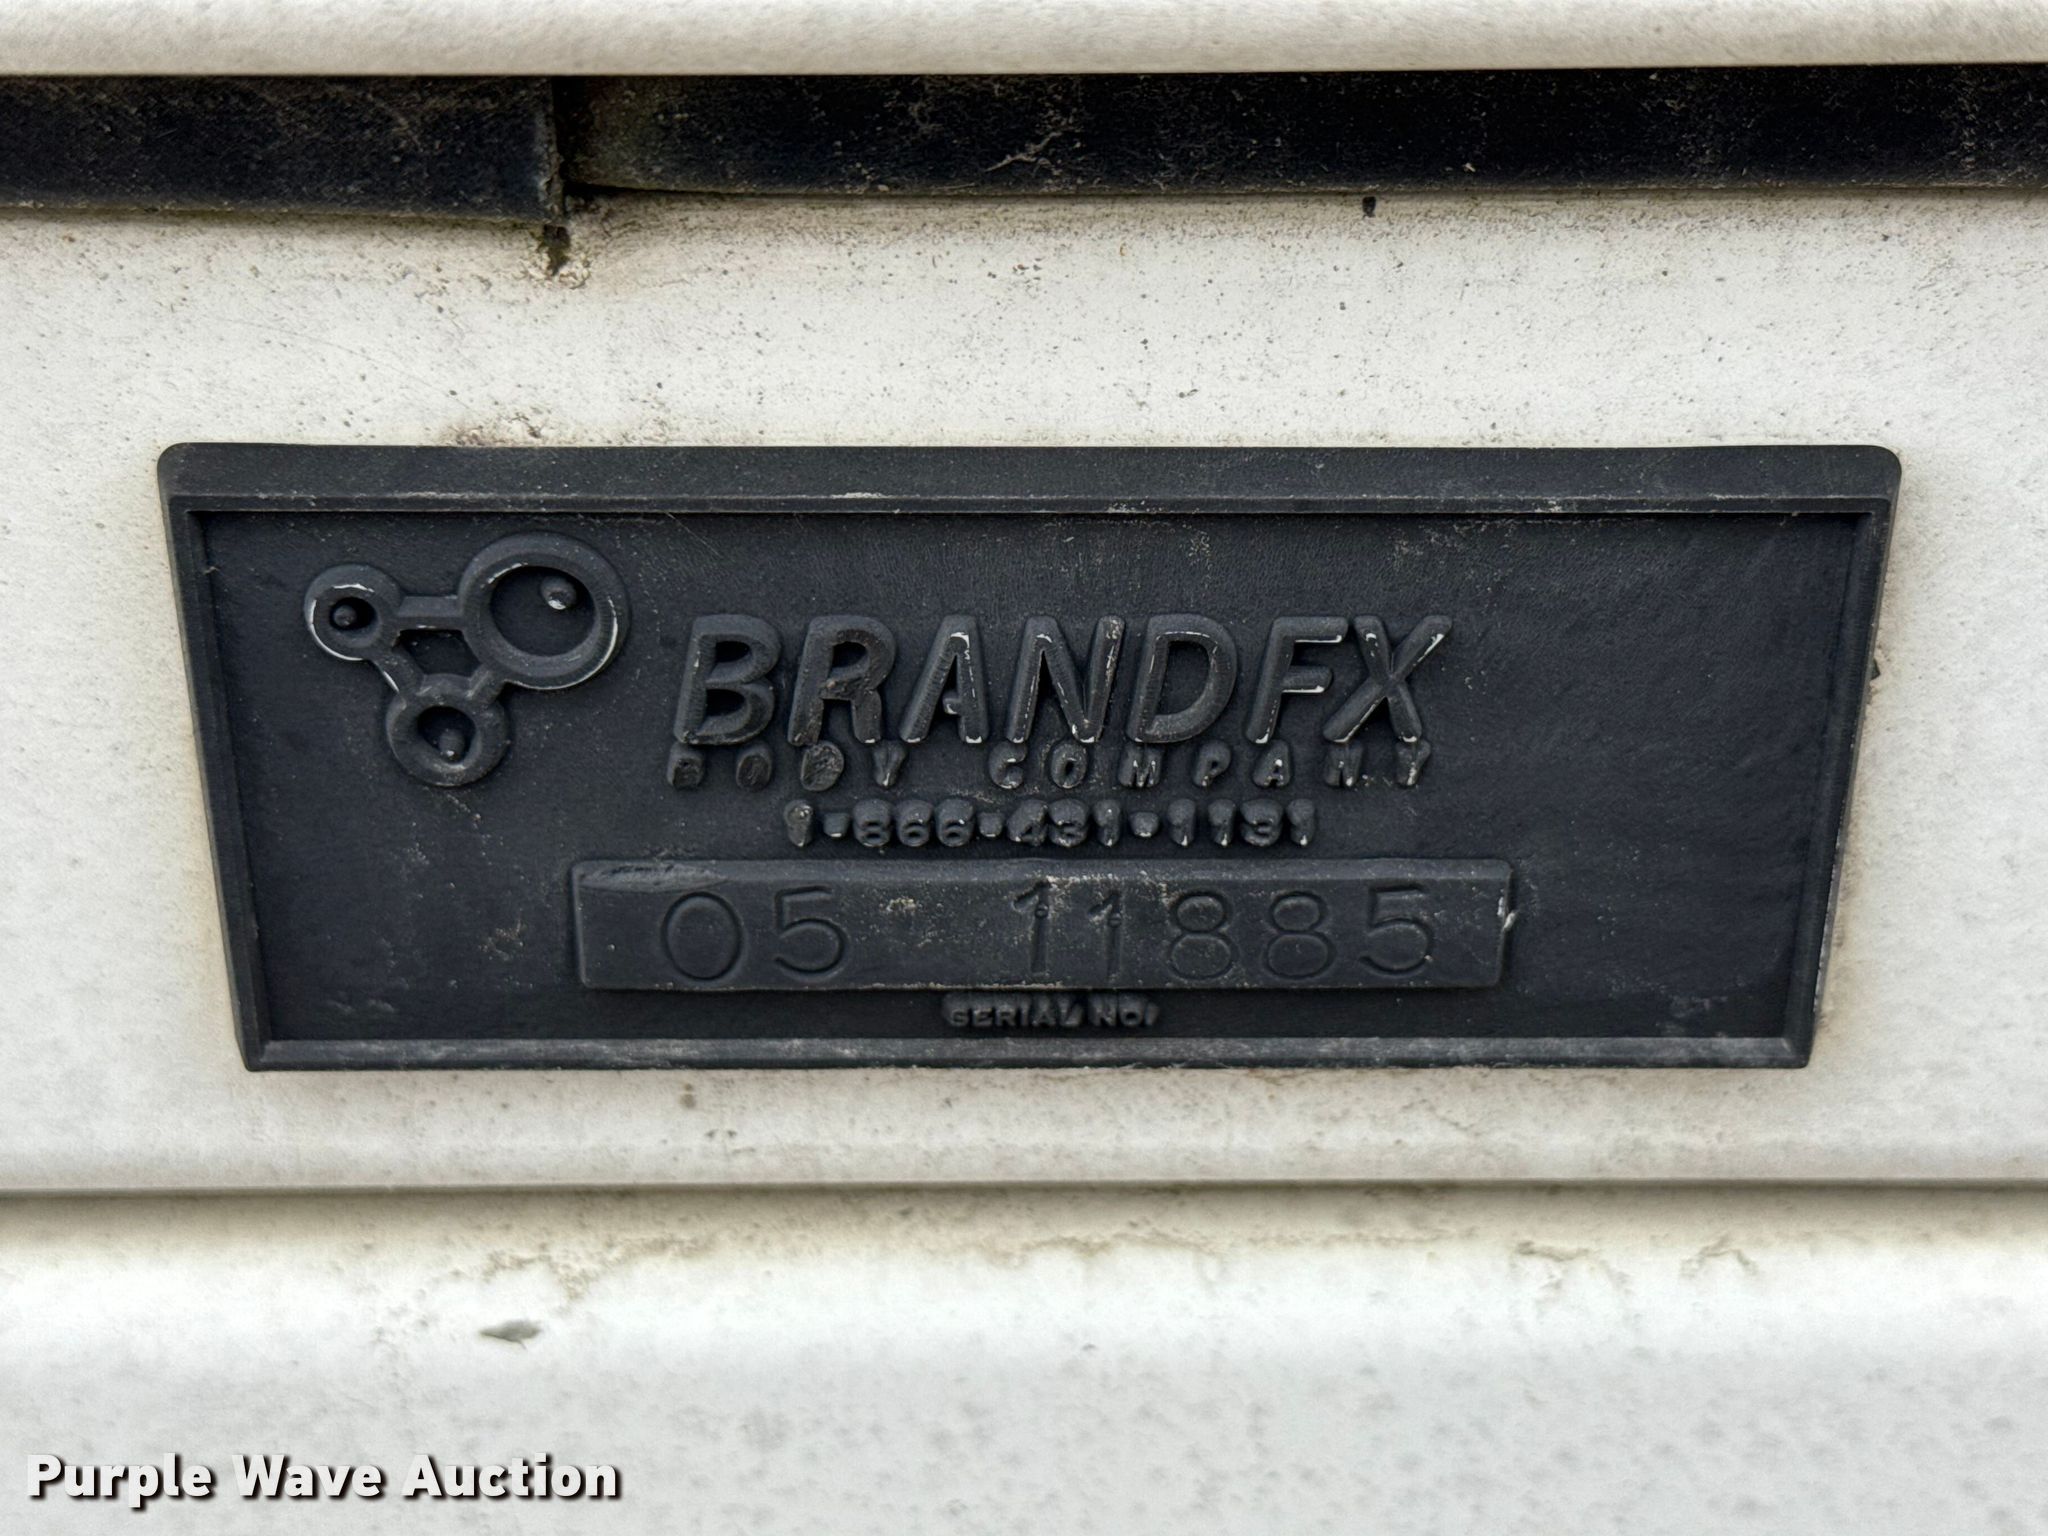 BRANDFX
BODY COMPANY
1-866-431-1131
05 11885
SERIAL NO.
Purple Wave Auction